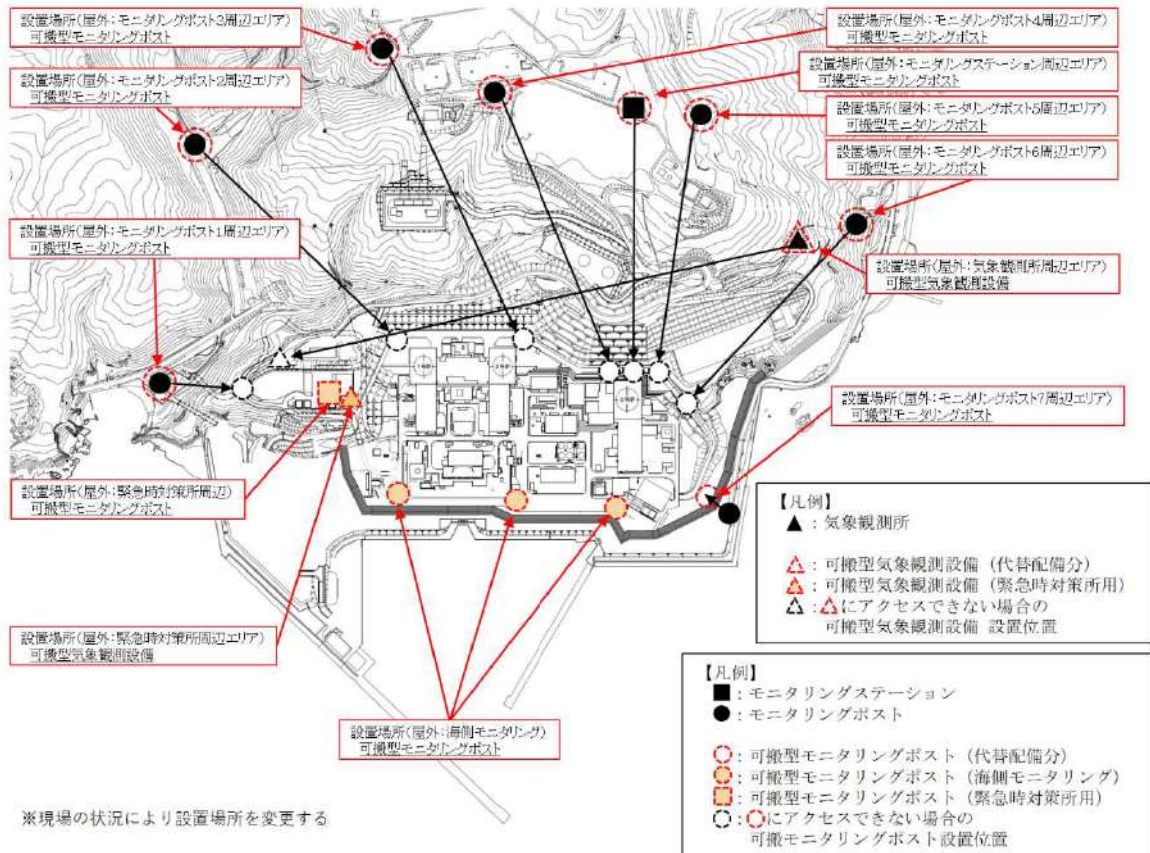 設置場所(屋外:モニタリングポスト3周辺エリア)
可搬型モニタリングポスト
設置場所(屋外:モニタリングポスト4周辺エリア)
可搬型モニタリングポスト
設置場所(屋外:モニタリングステーション周辺エリア)
可搬型モニタリングポスト
設置場所(屋外:モニタリングポスト2周辺エリア)
可搬型モニタリングポスト
設置場所(屋外:モニタリングポスト5周辺エリア)
可搬型モニタリングポスト
設置場所(屋外:モニタリングポスト6周辺エリア)
可搬型モニタリングポスト
設置場所(屋外:モニタリングポスト1周辺エリア)
可搬型モニタリングポスト
設置場所(屋外:気象観測所周辺エリア)
可搬型気象観測設備
設置場所(屋外:モニタリングポスト7周辺エリア)
可搬型モニタリングポスト
設置場所(屋外:緊急時対策所周辺)
可搬型モニタリングポスト
設置場所(屋外:緊急時対策所周辺エリア)
可搬型気象観測設備
設置場所(屋外:海側モニタリング)
可搬型モニタリングポスト
【凡例】
▲:気象観測所
△:可搬型気象観測設備(代替配備分)
▲:可搬型気象観測設備(緊急時対策所用)
△:△にアクセスできない場合の
可搬型気象観測設備 設置位置
【凡例】
■:モニタリングステーション
●:モニタリングポスト
○:可搬型モニタリングポスト(代替配備分)
○:可搬型モニタリングポスト(海側モニタリング)
□:可搬型モニタリングポスト(緊急時対策所用)
○:○にアクセスできない場合の
可搬モニタリングポスト設置位置
※現場の状況により設置場所を変更する